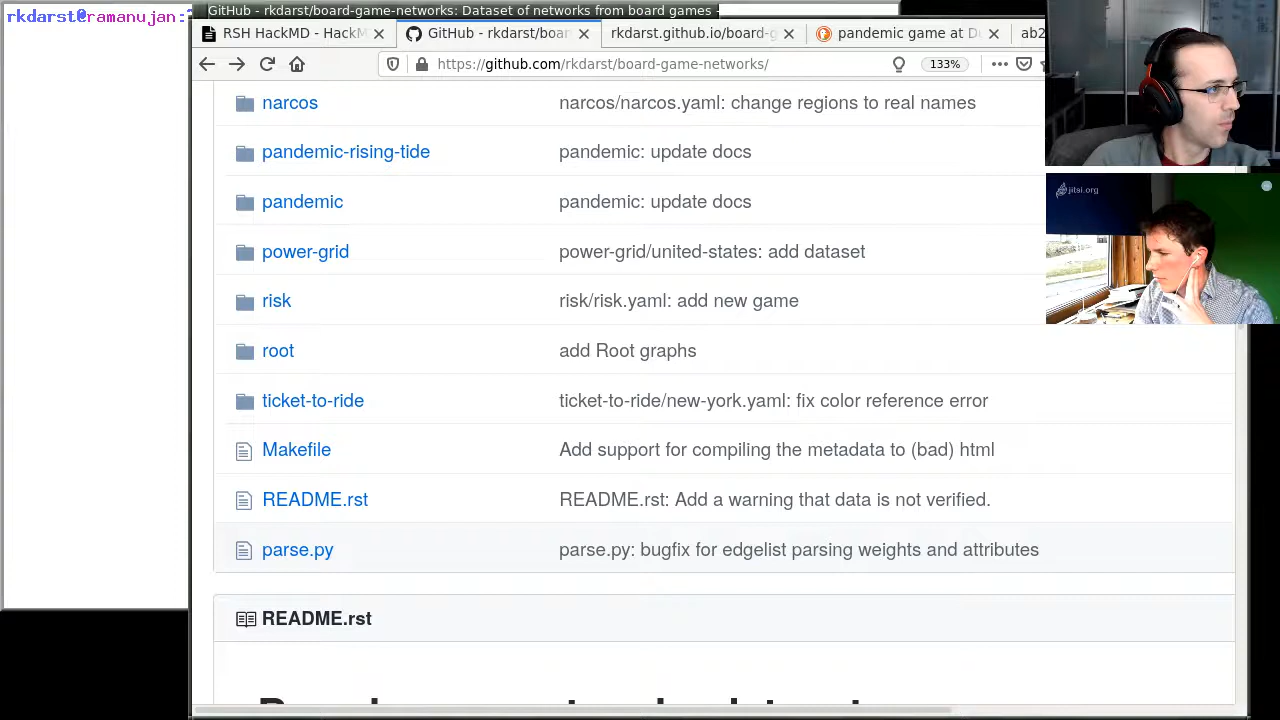 rkdarst@ramanujan:
GitHub - rkdarst/board-game-networks: Dataset of networks from board games -
RSH HackMD - HackM
GitHub - rkdarst/boar
rkdarst.github.io/board-g
pandemic game at D
ab2
https://github.com/rkdarst/board-game-networks/
133%
narcos narcos/narcos.yaml: change regions to real names
pandemic-rising-tide pandemic: update docs
jitsi.org
pandemic pandemic: update docs
power-grid power-grid/united-states: add dataset
risk risk/risk.yaml: add new game
root add Root graphs
ticket-to-ride ticket-to-ride/new-york.yaml: fix color reference error
Makefile Add support for compiling the metadata to (bad) html
README.rst README.rst: Add a warning that data is not verified.
parse.py parse.py: bugfix for edgelist parsing weights and attributes
README.rst